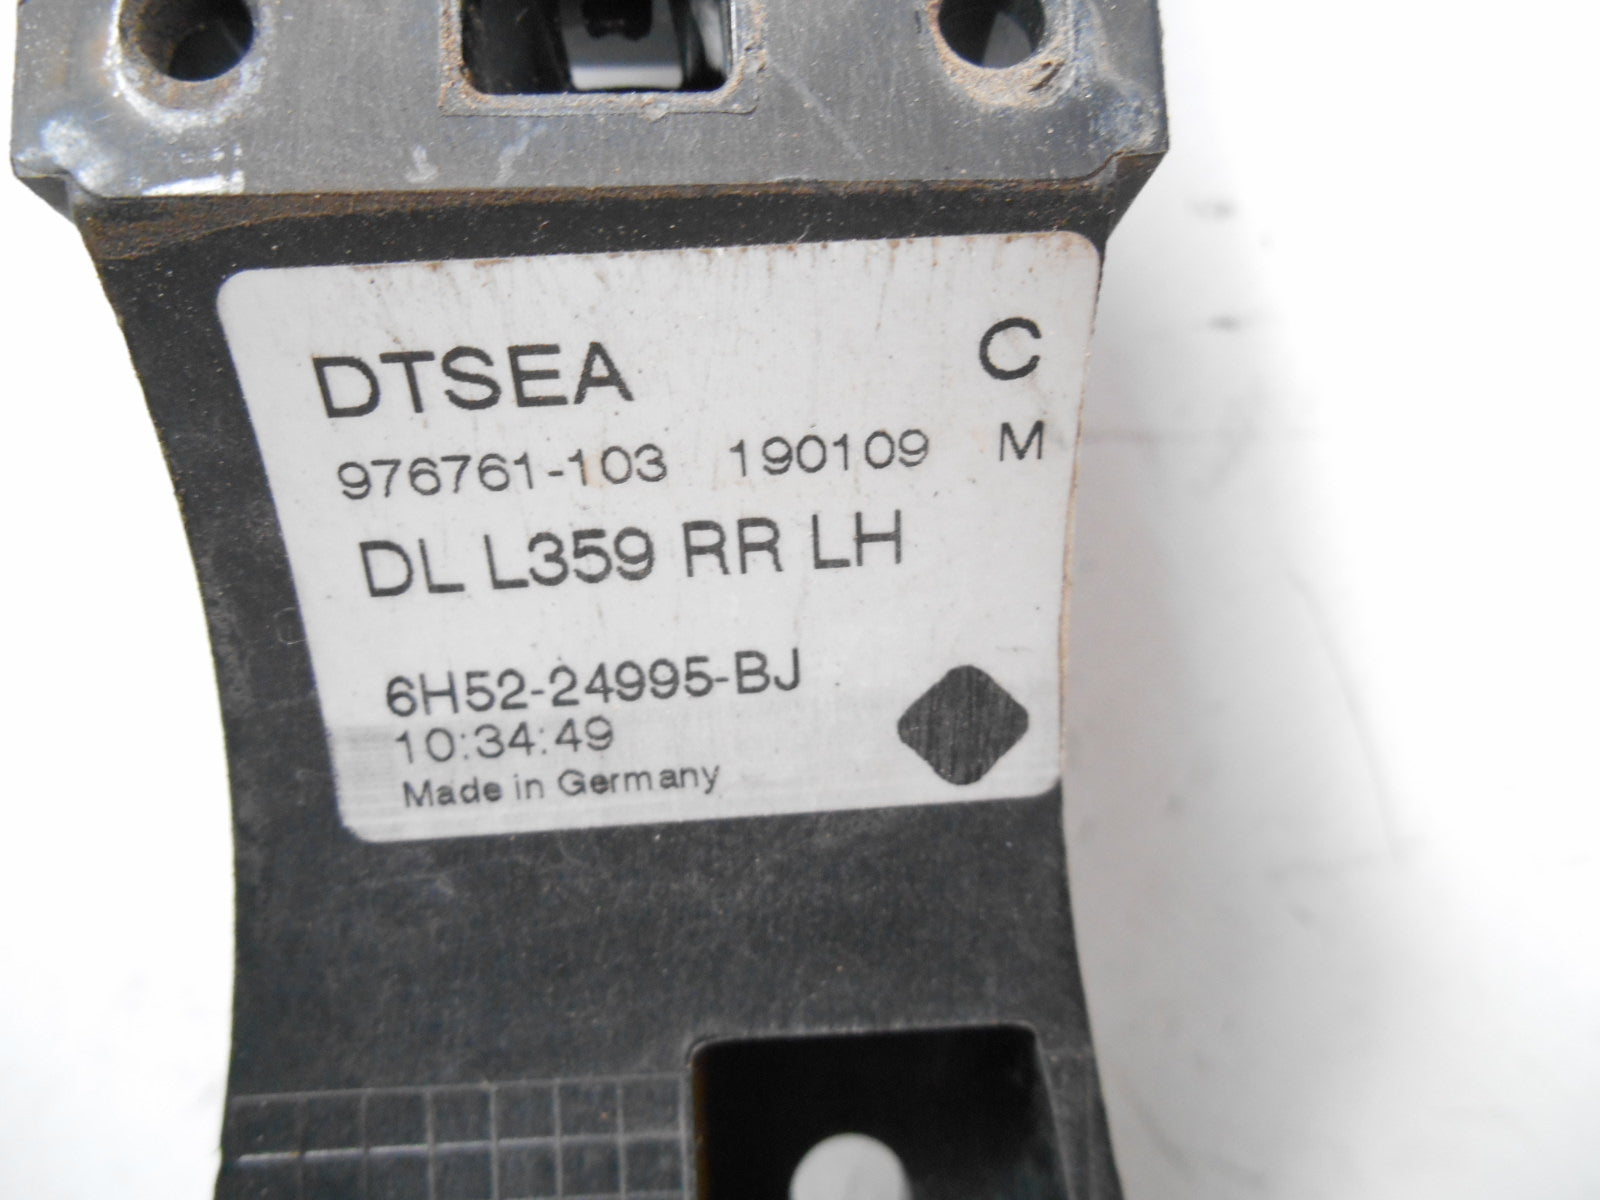 DTSEA C
976761-103 190109 M
DL L359 RR LH
6H52-24995-BJ
10:34:49
Made in Germany